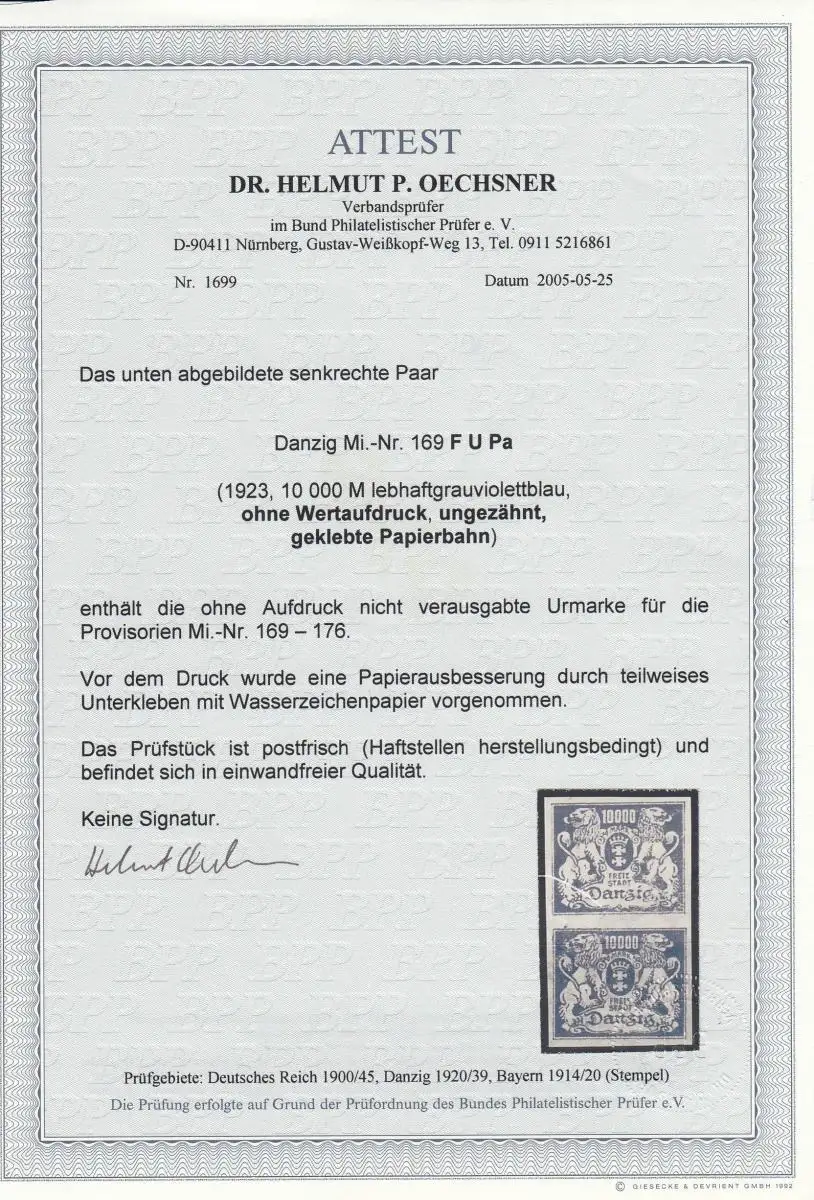 ATTEST
DR. HELMUT P. OECHSNER
Verbandsprüfer
im Bund Philatelistischer Prüfer e. V.
D-90411 Nürnberg, Gustav-Weißkopf-Weg 13, Tel. 0911 5216861
Nr. 1699 Datum 2005-05-25
Das unten abgebildete senkrechte Paar
Danzig Mi.-Nr. 169 F U Pa
(1923, 10 000 M lebhaftgrauviolettblau,
ohne Wertaufdruck, ungezähnt,
geklebte Papierbahn)
enthält die ohne Aufdruck nicht verausgabte Urmarke für die
Provisorien Mi.-Nr. 169 – 176.
Vor dem Druck wurde eine Papierausbesserung durch teilweises
Unterkleben mit Wasserzeichenpapier vorgenommen.
Das Prüfstück ist postfrisch (Haftstellen herstellungsbedingt) und
befindet sich in einwandfreier Qualität.
Keine Signatur.
10000
MARK
FREIE
STADT
Danzig
10000
MARK
FREIE
STADT
Danzig
Prüfgebiete: Deutsches Reich 1900/45, Danzig 1920/39, Bayern 1914/20 (Stempel)
Die Prüfung erfolgte auf Grund der Prüfordnung des Bundes Philatelistischer Prüfer e.V.
© GIESECKE & DEVRIENT GMBH 1992